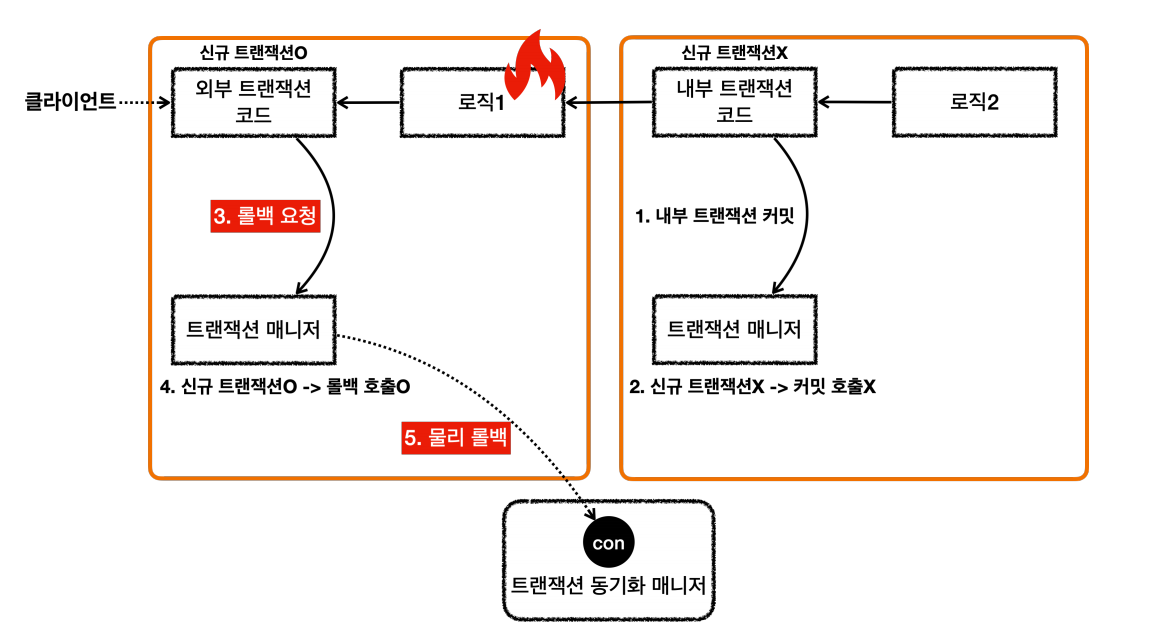 신규 트랜잭션O
신규 트랜잭션X
클라이언트
외부 트랜잭션
코드
로직1
내부 트랜잭션
코드
로직2
3. 롤백 요청
1. 내부 트랜잭션 커밋
트랜잭션 매니저
트랜잭션 매니저
4. 신규 트랜잭션O -> 롤백 호출O
2. 신규 트랜잭션X -> 커밋 호출X
5. 물리 롤백
con
트랜잭션 동기화 매니저